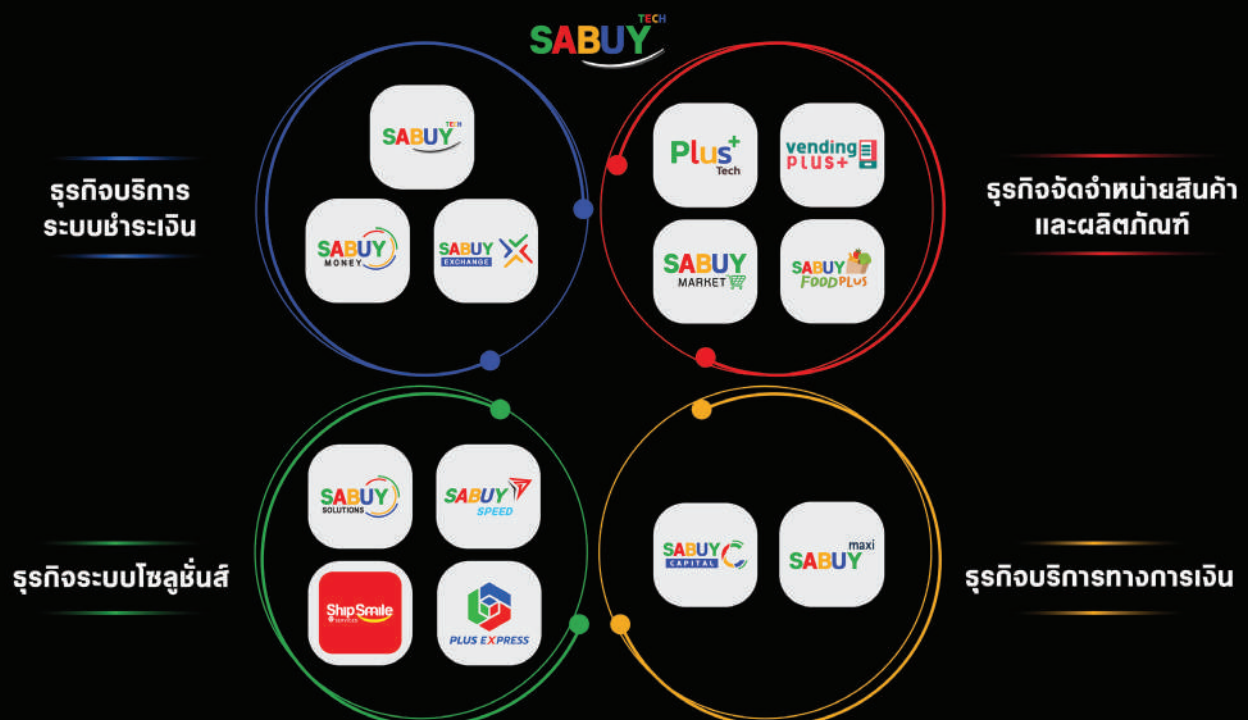 SABUY TECH
ธุรกิจบริการ
ระบบชำระเงิน
SABUY TECH
SABUY MONEY
SABUY EXCHANGE
Plus+ Tech
vending PLUS+
SABUY MARKET
SABUY FOOD PLUS
ธุรกิจจัดจำหน่ายสินค้า
และผลิตภัณฑ์
ธุรกิจระบบโซลูชั่นส์
SABUY SOLUTIONS
SABUY SPEED
ShipSmile SERVICES
PLUS EXPRESS
SABUY CAPITAL
SABUY maxi
ธุรกิจบริการทางการเงิน